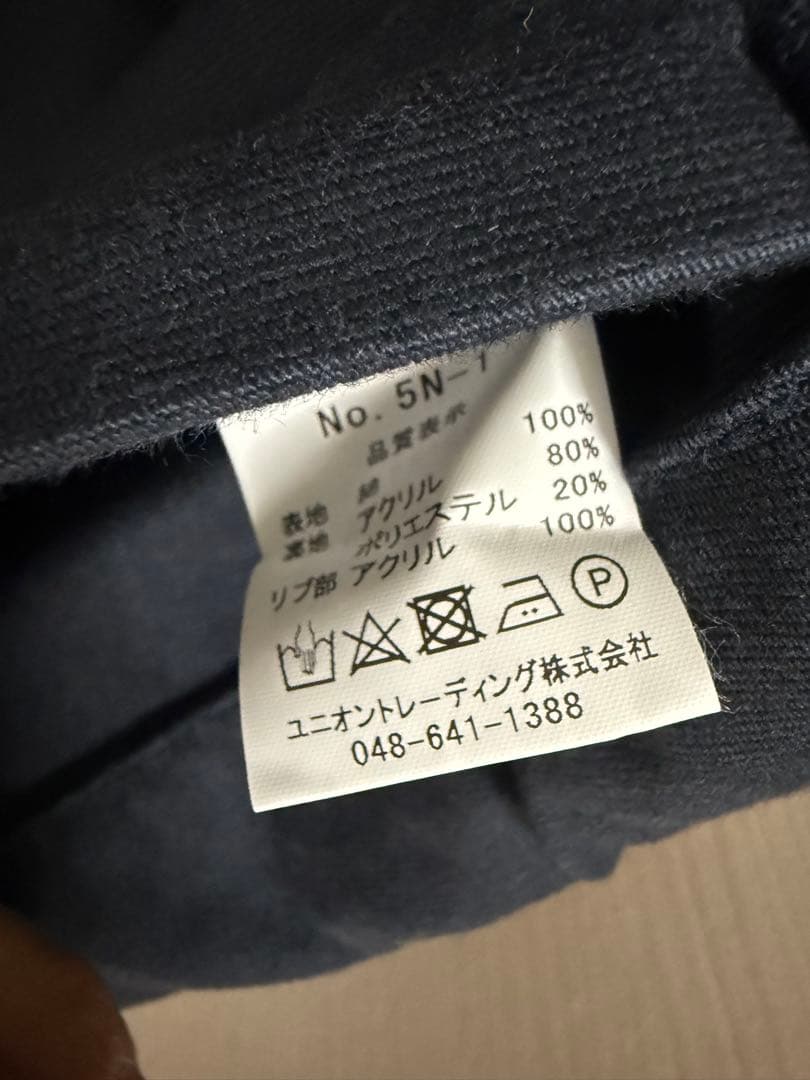 No. 5N-1
品質表示
表地 綿 100%
裏地 アクリル 80%
ポリエステル 20%
リブ部 アクリル 100%
P
ユニオントレーディング株式会社
048-641-1388